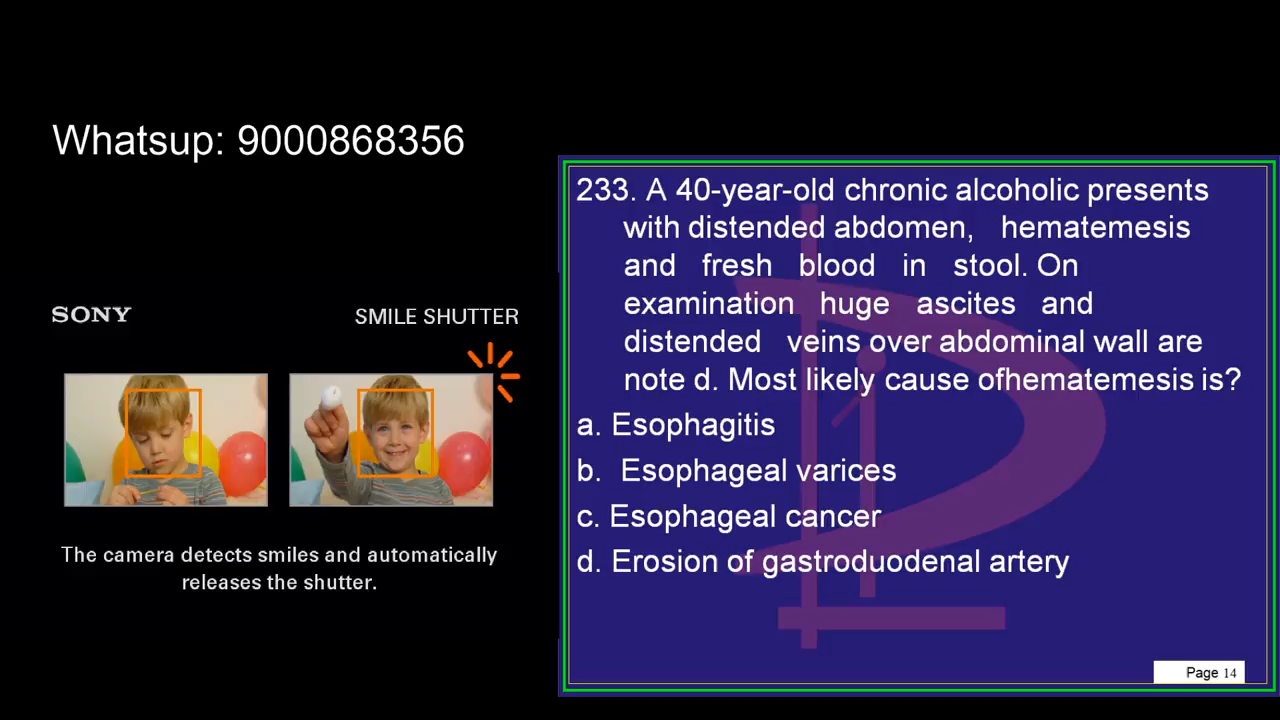 Whatsup: 9000868356
SONY
SMILE SHUTTER
The camera detects smiles and automatically
releases the shutter.
233. A 40-year-old chronic alcoholic presents
with distended abdomen, hematemesis
and fresh blood in stool. On
examination huge ascites and
distended veins over abdominal wall are
note d. Most likely cause ofhematemesis is?
a. Esophagitis
b. Esophageal varices
c. Esophageal cancer
d. Erosion of gastroduodenal artery
Page 14